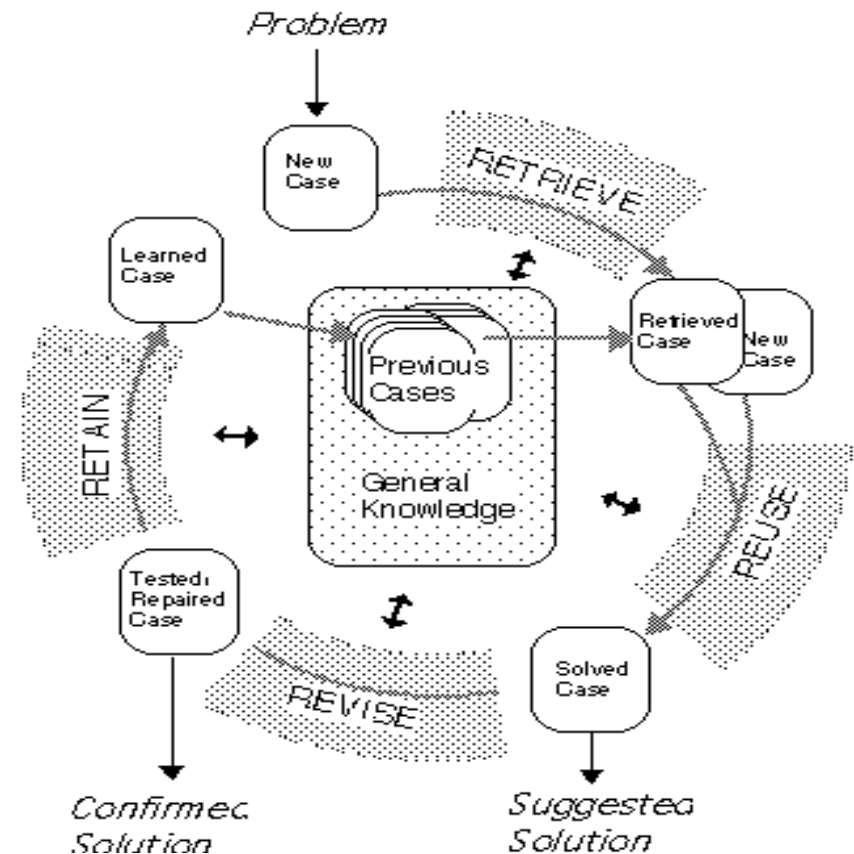 Problem
New
Case
RETRIEVE
Learned
Case
Retrieved
Case
New
Case
Previous
Cases
RETAIN
General
Knowledge
REUSE
Tested/
Repaired
Case
Solved
Case
REVISE
Confirmed
Solution
Suggested
Solution